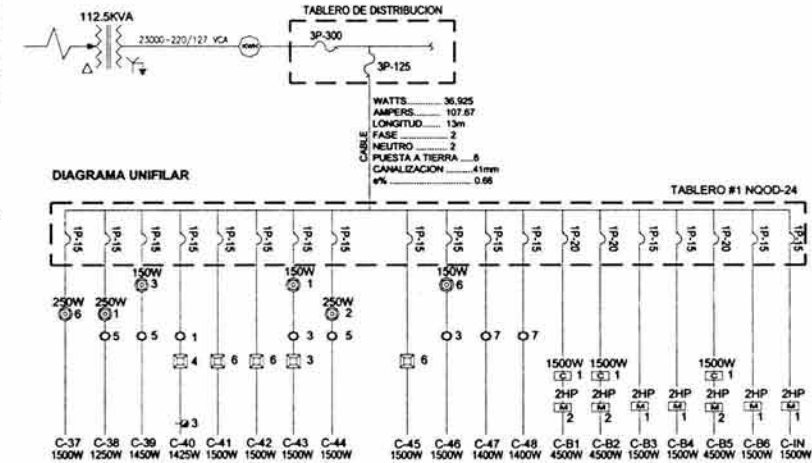 TABLERO DE DISTRIBUCION
112.5KVA
23000-220/127 VCA
KWH
3P-300
3P-125
CABLE
WATTS............ 36,925
AMPERS....... 107.67
LONGITUD....... 13m
FASE .............. 2
NEUTRO .......... 2
PUESTA A TIERRA ....8
CANALIZACION .......41mm
e% .................... 0.66
DIAGRAMA UNIFILAR
TABLERO #1 NQOD-24
1P-15 1P-15 1P-15 1P-15 1P-15 1P-15 1P-15 1P-15 1P-15 1P-15 1P-15 1P-15 1P-20 1P-20 1P-15 1P-15 1P-20 1P-15 1P-15
150W 3 150W 1 150W 6
250W 6 250W 1 250W 2
5 5 1 3 5 3 7 7
4 6 6 3 6
1500W C 1 1500W C 1 1500W C 1
2HP M 2 2HP M 2 2HP M 1 2HP M 1 2HP M 2 2HP M 1 2HP M 1
3
C-37 C-38 C-39 C-40 C-41 C-42 C-43 C-44 C-45 C-46 C-47 C-48 C-B1 C-B2 C-B3 C-B4 C-B5 C-B6 C-IN
1500W 1250W 1450W 1425W 1500W 1500W 1500W 1500W 1500W 1500W 1400W 1400W 4500W 4500W 1500W 1500W 4500W 1500W 1500W